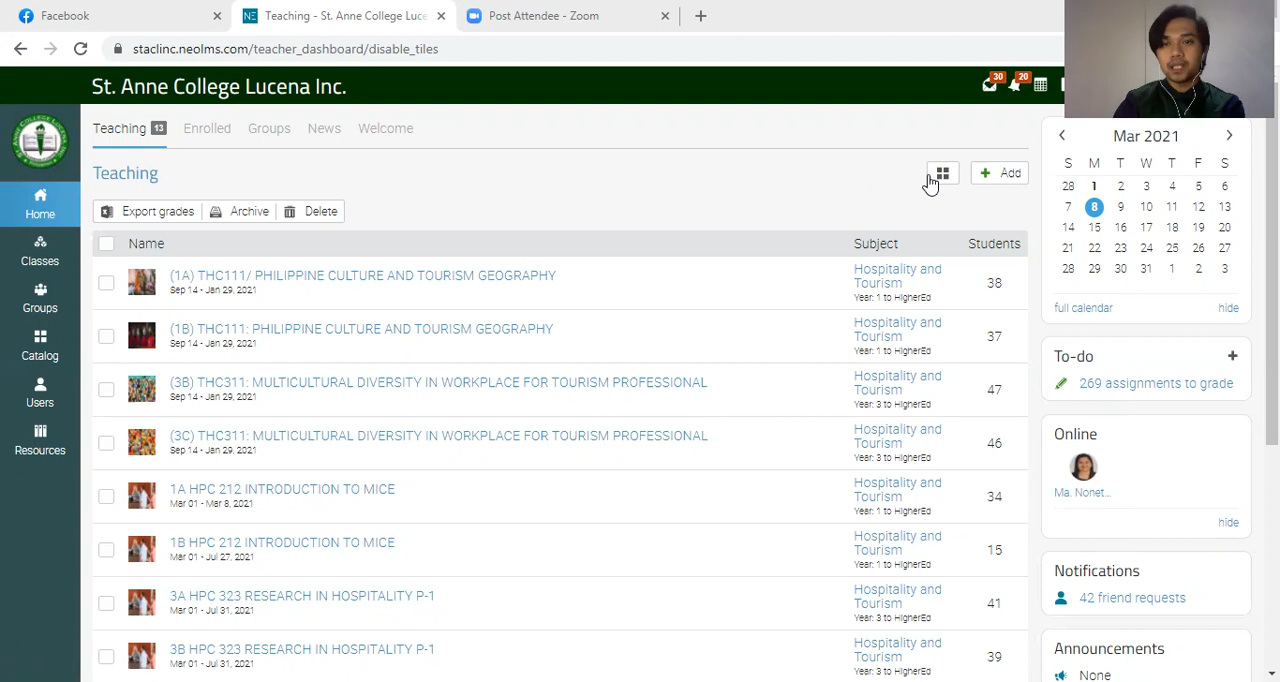 Facebook
NE
Teaching - St. Anne College Luce
Post Attendee - Zoom
staclinc.neolms.com/teacher_dashboard/disable_tiles
St. Anne College Lucena Inc.
30
20
Teaching 13 Enrolled Groups News Welcome
Home
Classes
Groups
Catalog
Users
Resources
Teaching
Add
Export grades Archive Delete
Name Subject Students
(1A) THC111/ PHILIPPINE CULTURE AND TOURISM GEOGRAPHY
Sep 14 - Jan 29, 2021
Hospitality and
Tourism
Year: 1 to HigherEd
38
(1B) THC111: PHILIPPINE CULTURE AND TOURISM GEOGRAPHY
Sep 14 - Jan 29, 2021
Hospitality and
Tourism
Year: 1 to HigherEd
37
(3B) THC311: MULTICULTURAL DIVERSITY IN WORKPLACE FOR TOURISM PROFESSIONAL
Sep 14 - Jan 29, 2021
Hospitality and
Tourism
Year: 3 to HigherEd
47
(3C) THC311: MULTICULTURAL DIVERSITY IN WORKPLACE FOR TOURISM PROFESSIONAL
Sep 14 - Jan 29, 2021
Hospitality and
Tourism
Year: 3 to HigherEd
46
1A HPC 212 INTRODUCTION TO MICE
Mar 01 - Mar 8, 2021
Hospitality and
Tourism
Year: 1 to HigherEd
34
1B HPC 212 INTRODUCTION TO MICE
Mar 01 - Jul 27, 2021
Hospitality and
Tourism
Year: 1 to HigherEd
15
3A HPC 323 RESEARCH IN HOSPITALITY P-1
Mar 01 - Jul 31, 2021
Hospitality and
Tourism
Year: 3 to HigherEd
41
3B HPC 323 RESEARCH IN HOSPITALITY P-1
Mar 01 - Jul 31, 2021
Hospitality and
Tourism
Year: 3 to HigherEd
39
Mar 2021
S M T W T F S
28 1 2 3 4 5 6
7 8 9 10 11 12 13
14 15 16 17 18 19 20
21 22 23 24 25 26 27
28 29 30 31 1 2 3
full calendar hide
To-do
269 assignments to grade
Online
Ma. Nonet...
hide
Notifications
42 friend requests
Announcements
None